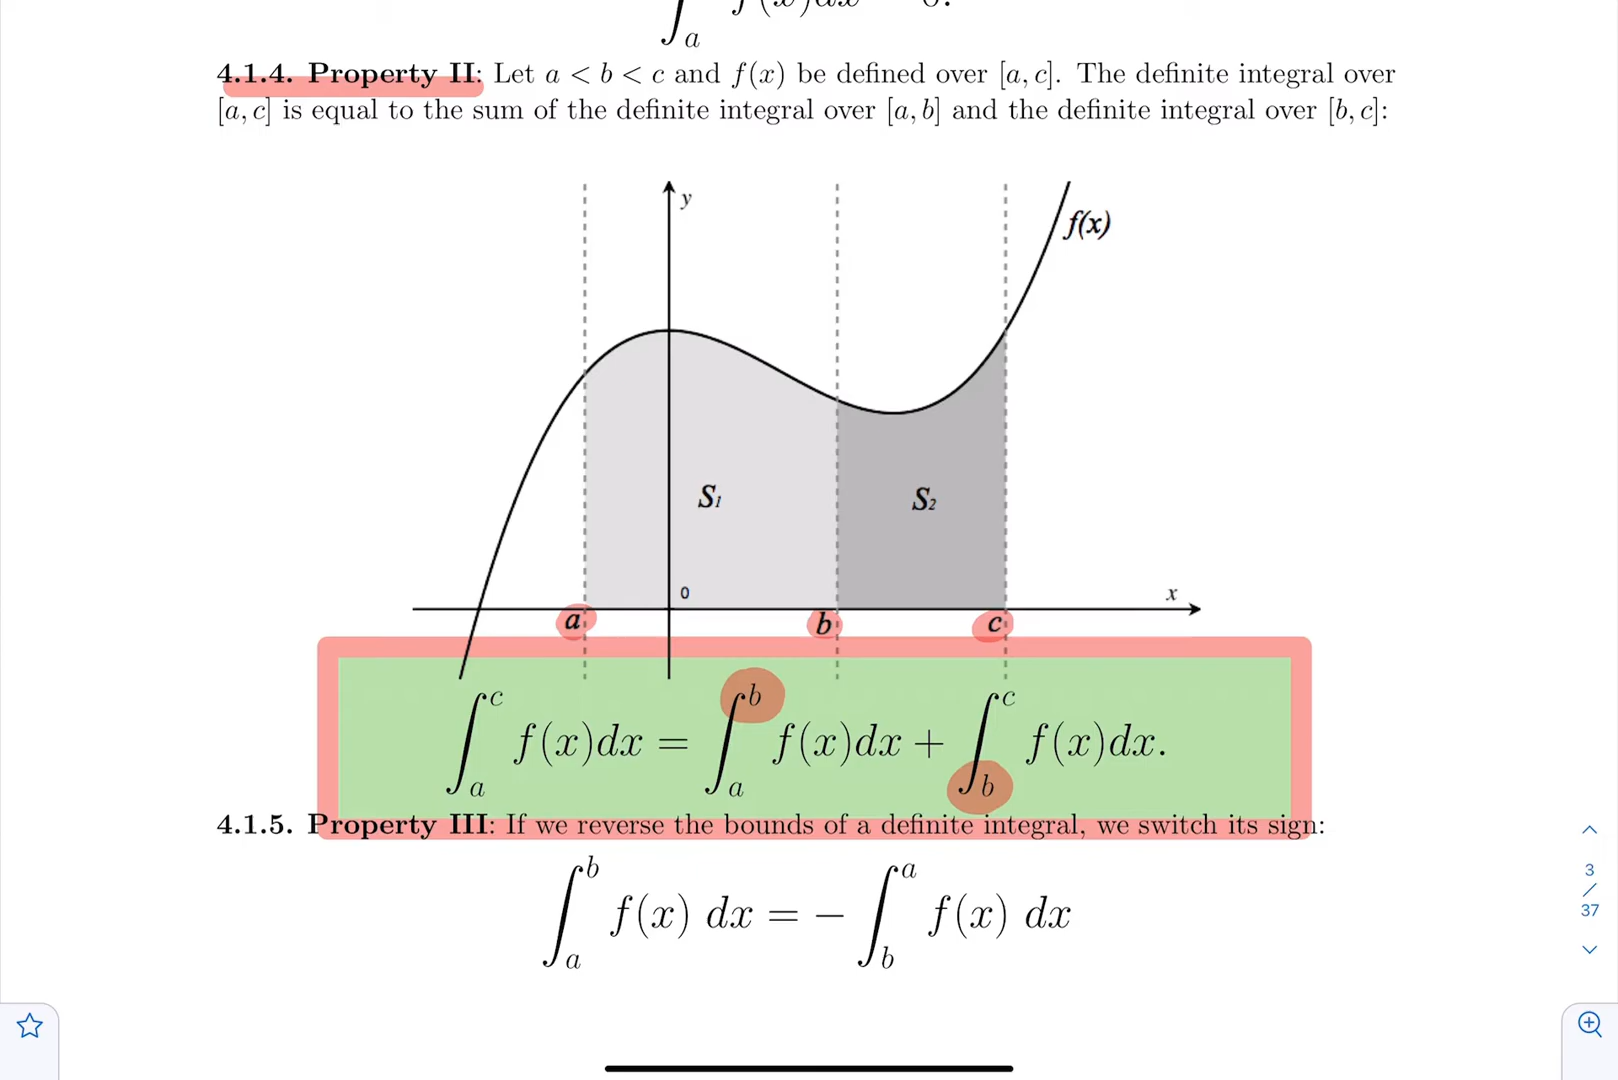 ∫_a f(x)dx = 0.
4.1.4. Property II: Let a < b < c and f(x) be defined over [a, c]. The definite integral over
[a, c] is equal to the sum of the definite integral over [a, b] and the definite integral over [b, c]:
y
f(x)
S₁
S₂
0
x
a
b
c
∫_a^c f(x)dx = ∫_a^b f(x)dx + ∫_b^c f(x)dx.
4.1.5. Property III: If we reverse the bounds of a definite integral, we switch its sign:
∫_a^b f(x) dx = − ∫_b^a f(x) dx
3
/
37